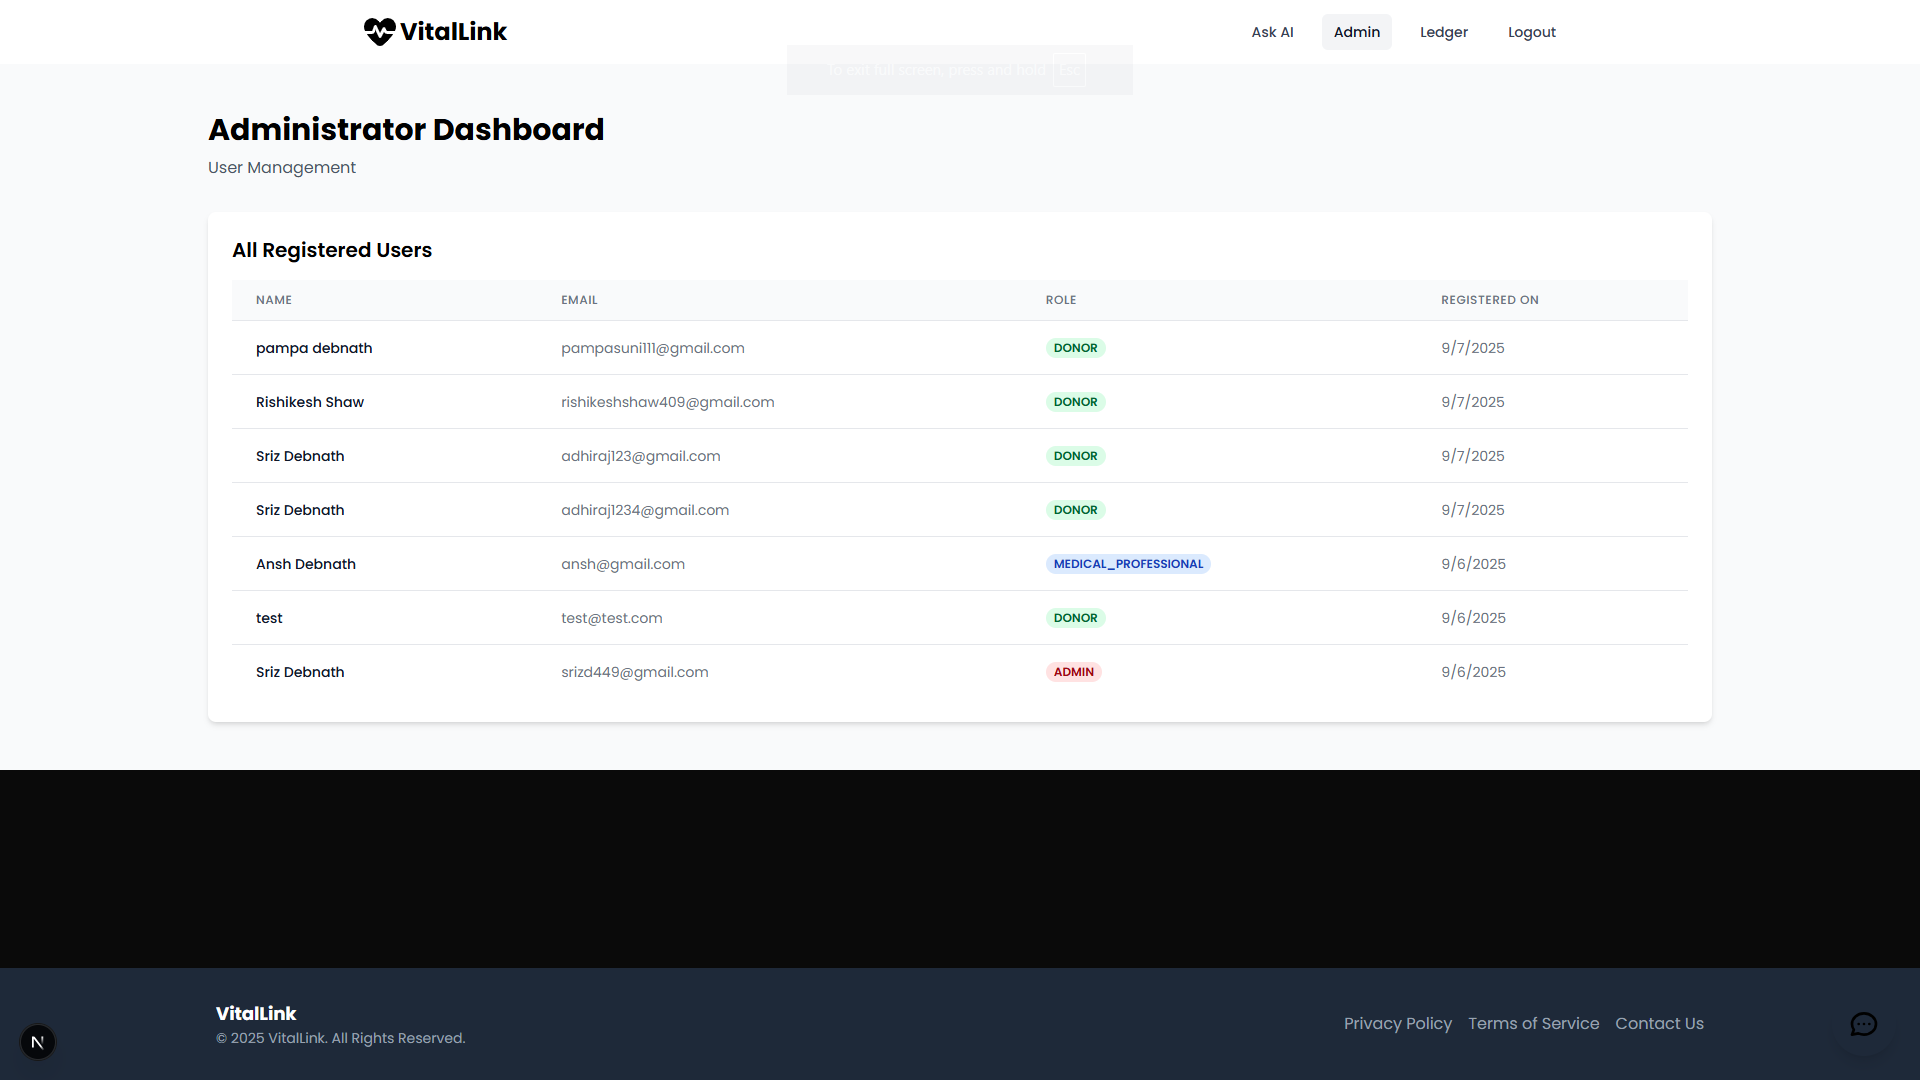 VitalLink
Ask AI Admin Ledger Logout
To exit full screen, press and hold Esc
Administrator Dashboard
User Management
All Registered Users
NAME EMAIL ROLE REGISTERED ON
pampa debnath pampasuni111@gmail.com DONOR 9/7/2025
Rishikesh Shaw rishikeshshaw409@gmail.com DONOR 9/7/2025
Sriz Debnath adhiraj123@gmail.com DONOR 9/7/2025
Sriz Debnath adhiraj1234@gmail.com DONOR 9/7/2025
Ansh Debnath ansh@gmail.com MEDICAL_PROFESSIONAL 9/6/2025
test test@test.com DONOR 9/6/2025
Sriz Debnath srizd449@gmail.com ADMIN 9/6/2025
VitalLink
© 2025 VitalLink. All Rights Reserved.
Privacy Policy Terms of Service Contact Us
N